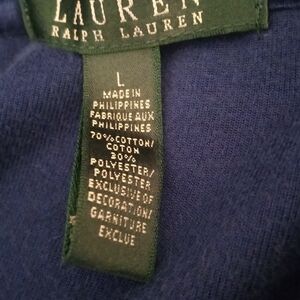 LAUREN
RALPH LAUREN
L
MADE IN
PHILIPPINES
FABRIQUE AUX
PHILIPPINES
70%COTTON/
COTON
30%
POLYESTER/
POLYESTER
EXCLUSIVE OF
DECORATION/
GARNITURE
EXCLUE